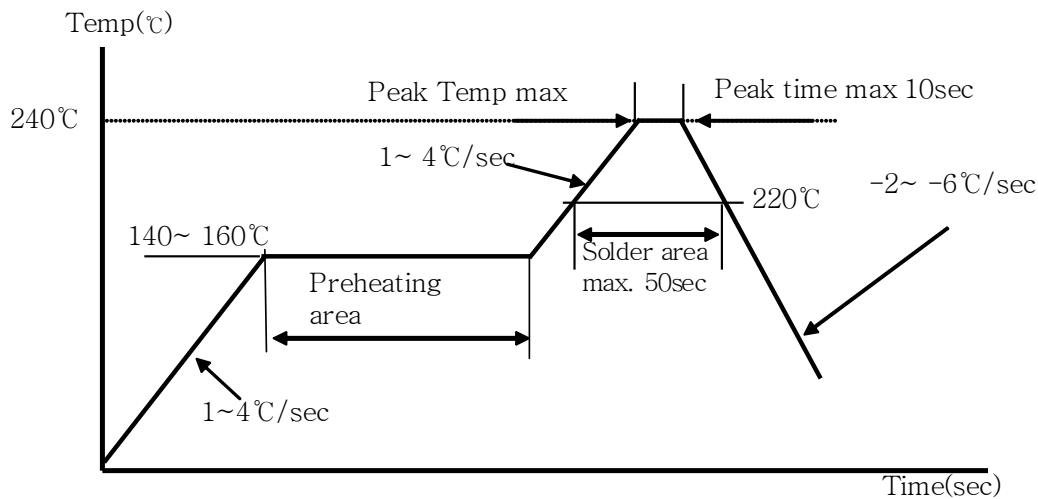 Temp(℃)
Peak Temp max
Peak time max 10sec
240℃
1~ 4℃/sec
-2~ -6℃/sec
220℃
140~ 160℃
Solder area
max. 50sec
Preheating
area
1~4℃/sec
Time(sec)